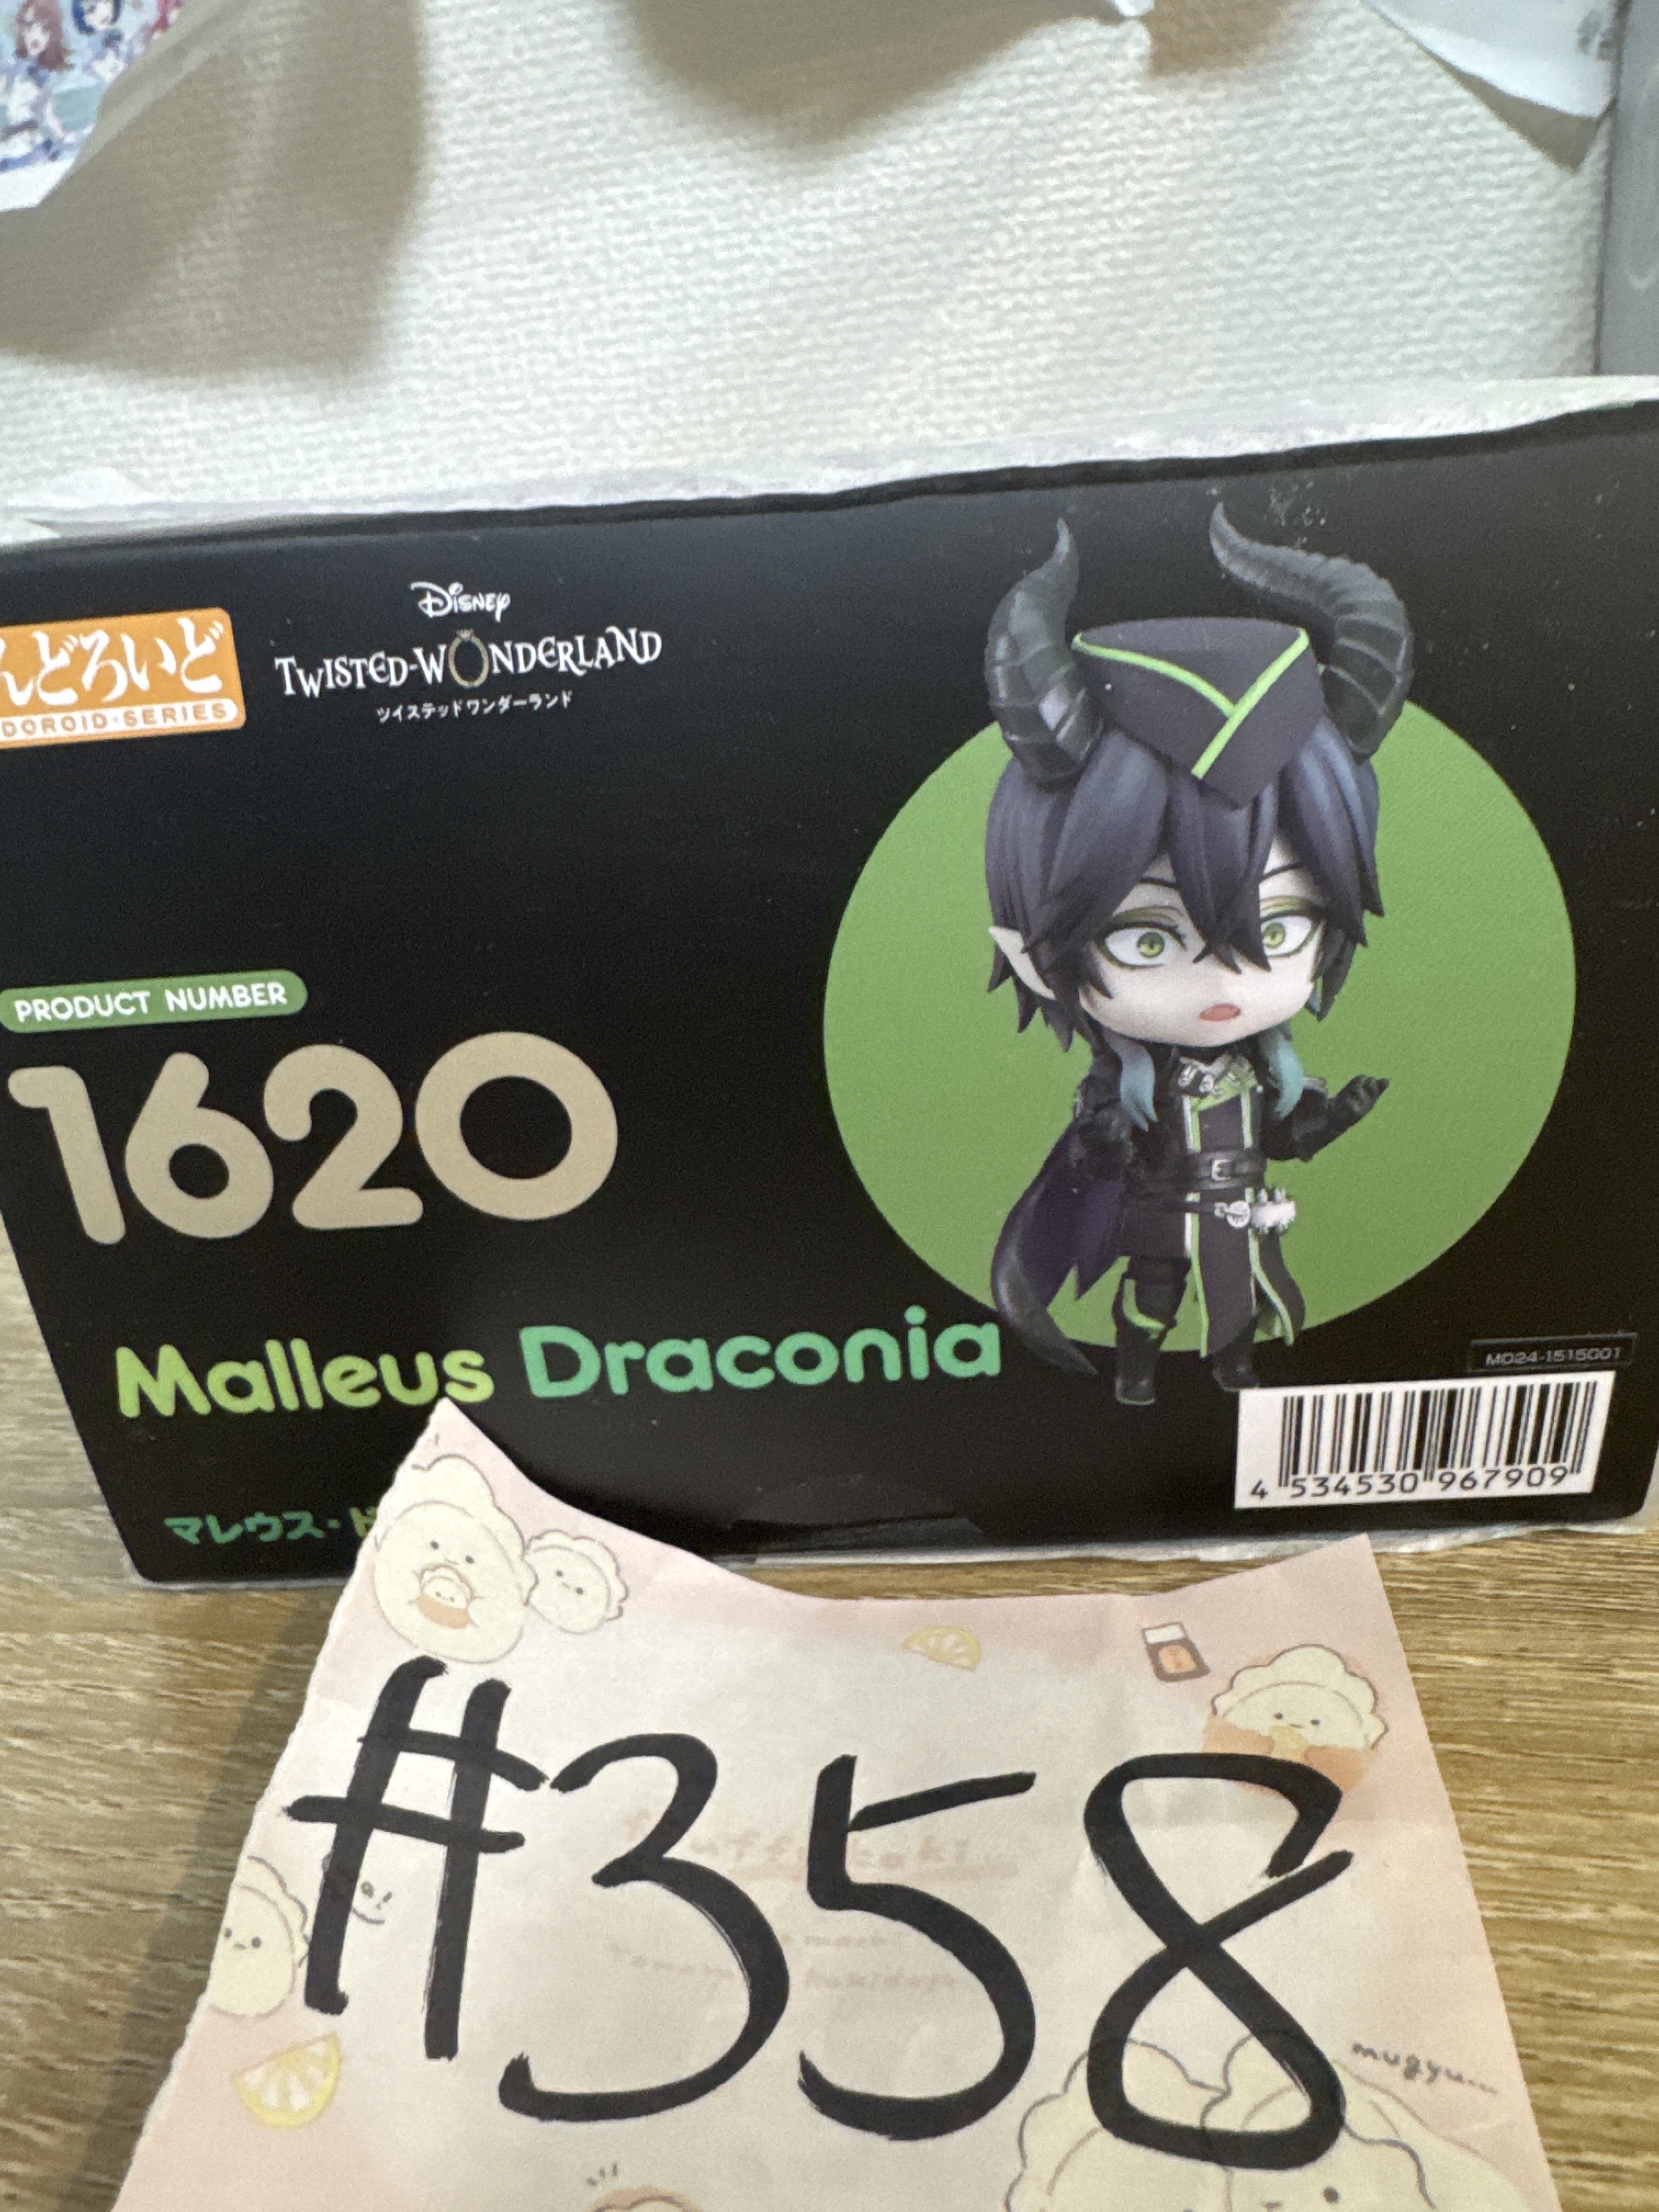 どろいど
DOROID SERIES
Disney
TWISTED-WONDERLAND
ツイステッドワンダーランド
PRODUCT NUMBER
1620
Malleus Draconia
マレウス・ド
MD24-1515001
4 534530 967909
#358
mugyu...